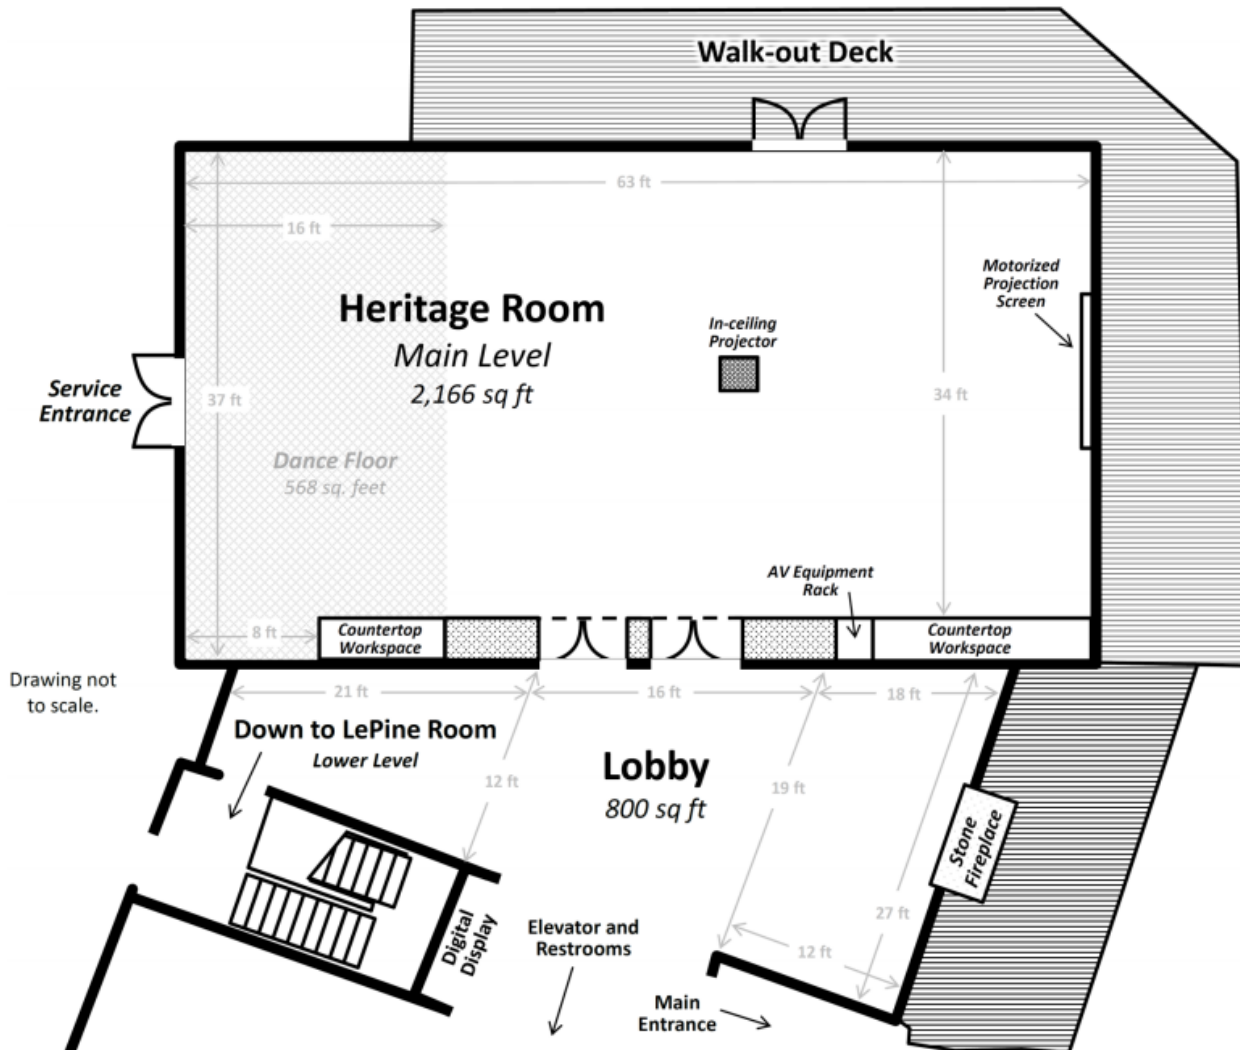 Walk-out Deck
63 ft
16 ft
Motorized
Projection
Screen
Heritage Room
Main Level
2,166 sq ft
In-ceiling
Projector
Service
Entrance
37 ft
34 ft
Dance Floor
568 sq. feet
AV Equipment
Rack
8 ft
Countertop
Workspace
Countertop
Workspace
Drawing not
to scale.
21 ft
16 ft
18 ft
Down to LePine Room
Lower Level
Lobby
800 sq ft
12 ft
19 ft
Stone
Fireplace
27 ft
Digital
Display
Elevator and
Restrooms
12 ft
Main
Entrance